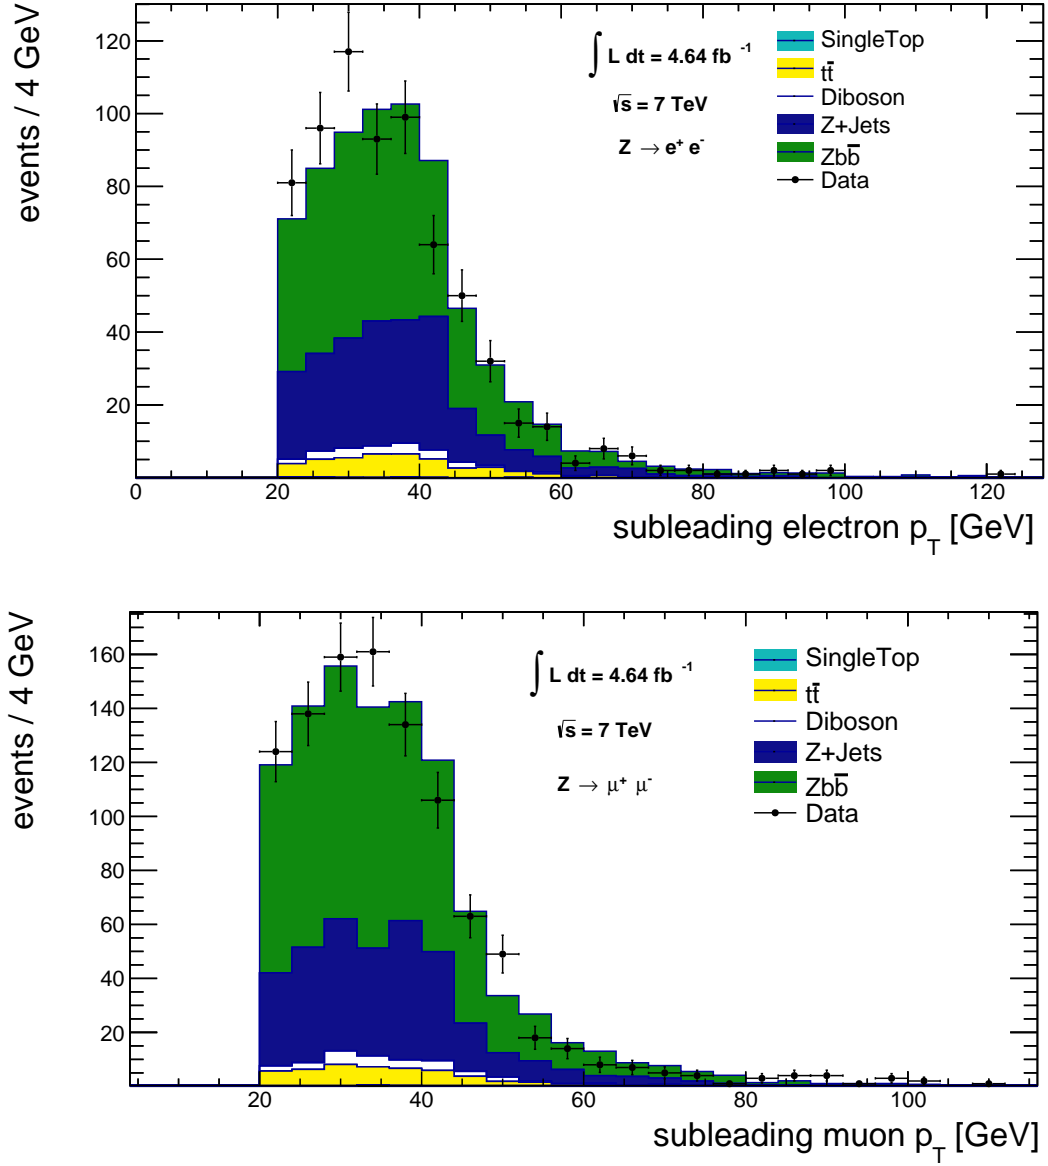 events / 4 GeV
120
100
80
60
40
20
0 20 40 60 80 100 120
subleading electron p_T [GeV]
∫ L dt = 4.64 fb⁻¹
√s = 7 TeV
Z → e⁺ e⁻
SingleTop
tt̄
Diboson
Z+Jets
Zbb̄
Data
events / 4 GeV
160
140
120
100
80
60
40
20
20 40 60 80 100
subleading muon p_T [GeV]
∫ L dt = 4.64 fb⁻¹
√s = 7 TeV
Z → μ⁺ μ⁻
SingleTop
tt̄
Diboson
Z+Jets
Zbb̄
Data